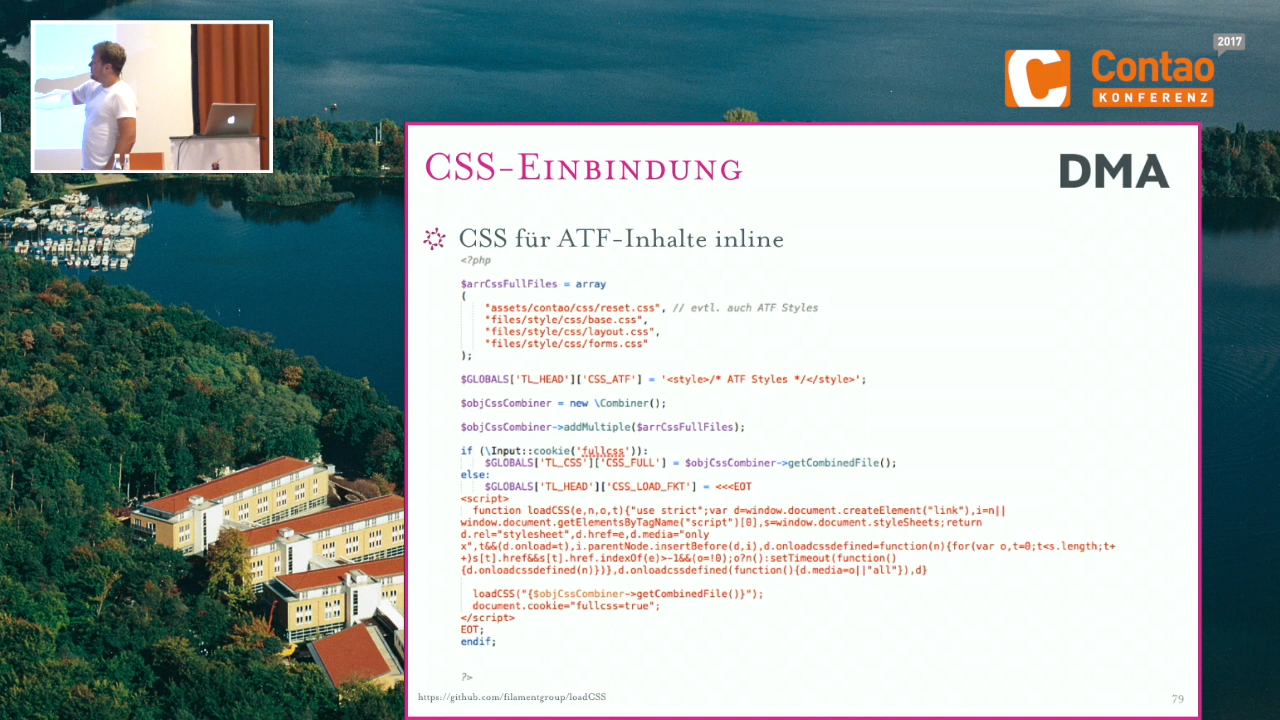 2017
Contao
KONFERENZ
CSS-Einbindung
DMA
CSS für ATF-Inhalte inline
<?php
$arrCssFullFiles = array
(
"assets/contao/css/reset.css", // evtl. auch ATF Styles
"files/style/css/base.css",
"files/style/css/layout.css",
"files/style/css/forms.css"
);
$GLOBALS['TL_HEAD']['CSS_ATF'] = '<style>/* ATF Styles */</style>';
$objCssCombiner = new \Combiner();
$objCssCombiner->addMultiple($arrCssFullFiles);
if (\Input::cookie('fullcss')):
$GLOBALS['TL_CSS']['CSS_FULL'] = $objCssCombiner->getCombinedFile();
else:
$GLOBALS['TL_HEAD']['CSS_LOAD_FKT'] = <<<EOT
<script>
function loadCSS(e,n,o,t){"use strict";var d=window.document.createElement("link"),i=n||
window.document.getElementsByTagName("script")[0],s=window.document.styleSheets;return
d.rel="stylesheet",d.href=e,d.media="only
x",t&&(d.onload=t),i.parentNode.insertBefore(d,i),d.onloadcssdefined=function(n){for(var o,t=0;t<s.length;t+
+)s[t].href&&s[t].href.indexOf(e)>-1&&(o=!0);o?n():setTimeout(function()
{d.onloadcssdefined(n)})},d.onloadcssdefined(function(){d.media=o||"all"}),d}
loadCSS("{$objCssCombiner->getCombinedFile()}");
document.cookie="fullcss=true";
</script>
EOT;
endif;
?>
https://github.com/filamentgroup/loadCSS
79